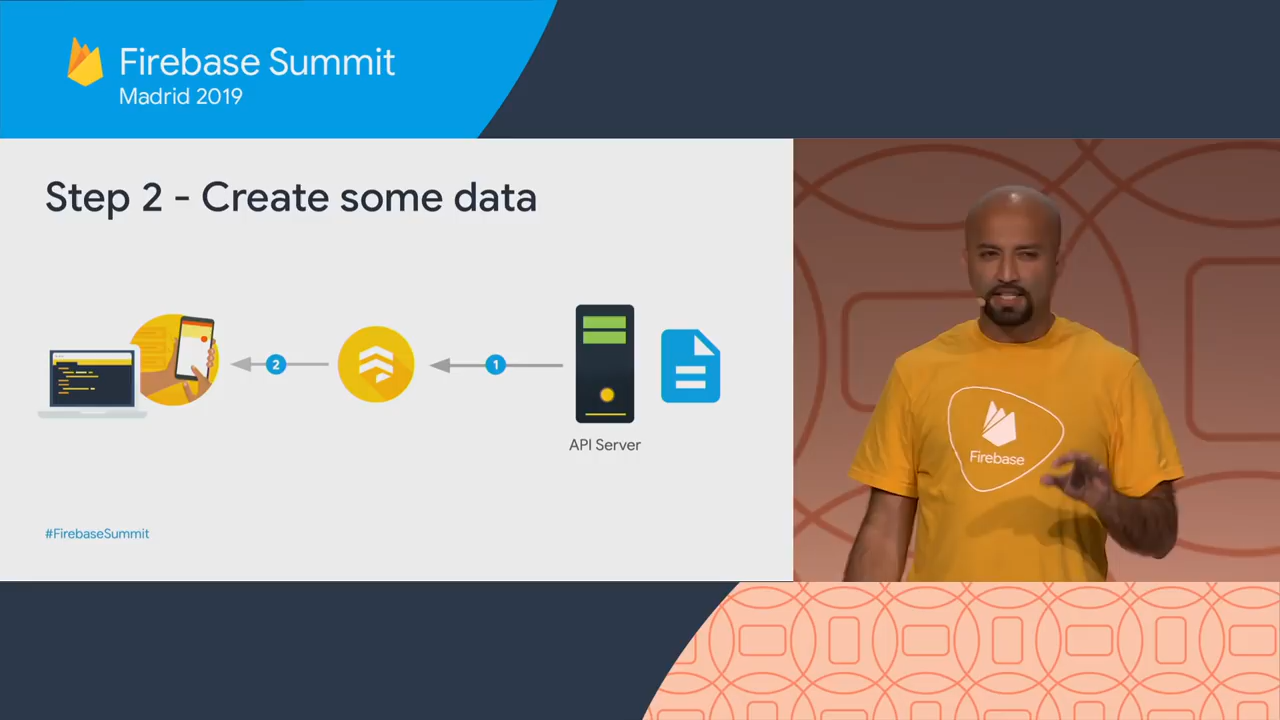 Firebase Summit
Madrid 2019
Step 2 - Create some data
2
1
API Server
#FirebaseSummit
Firebase